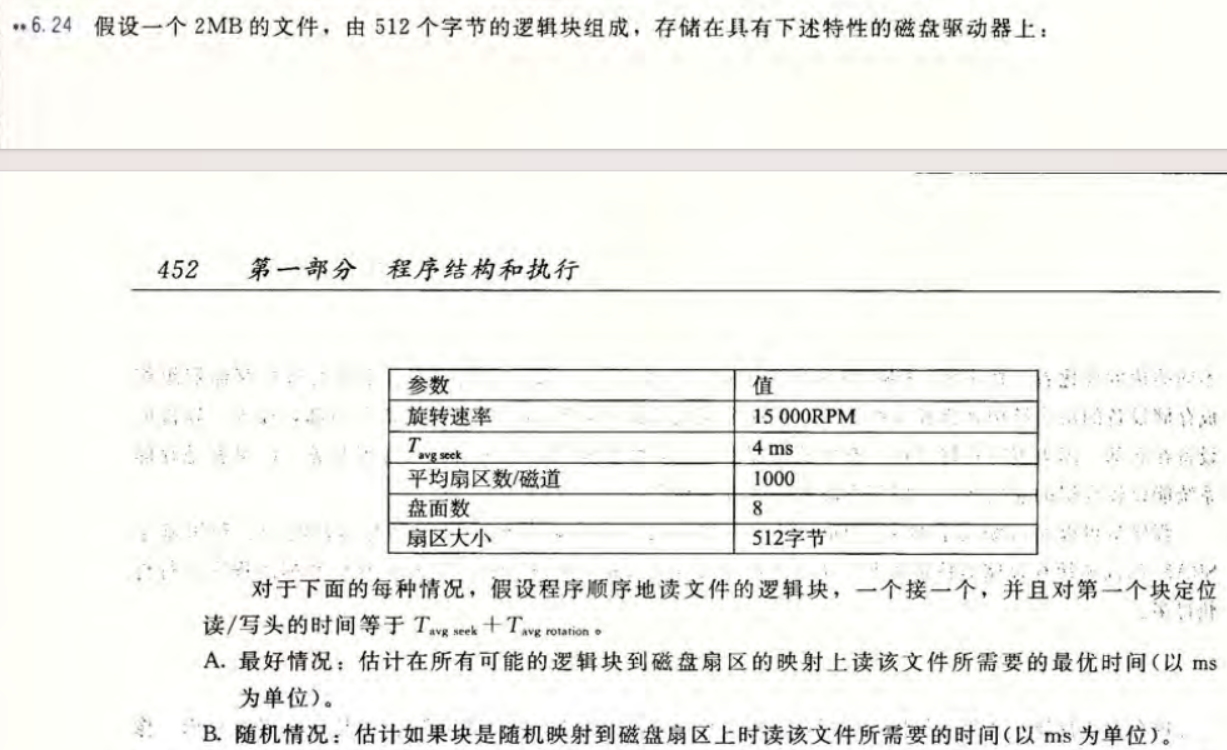 ••6.24 假设一个 2MB 的文件，由 512 个字节的逻辑块组成，存储在具有下述特性的磁盘驱动器上：
452 第一部分 程序结构和执行
参数 值
旋转速率 15 000RPM
T avg seek 4 ms
平均扇区数/磁道 1000
盘面数 8
扇区大小 512字节
对于下面的每种情况，假设程序顺序地读文件的逻辑块，一个接一个，并且对第一个块定位
读/写头的时间等于 T avg seek + T avg rotation 。
A. 最好情况：估计在所有可能的逻辑块到磁盘扇区的映射上读该文件所需要的最优时间(以 ms
为单位)。
B. 随机情况：估计如果块是随机映射到磁盘扇区上时读该文件所需要的时间(以 ms 为单位)。